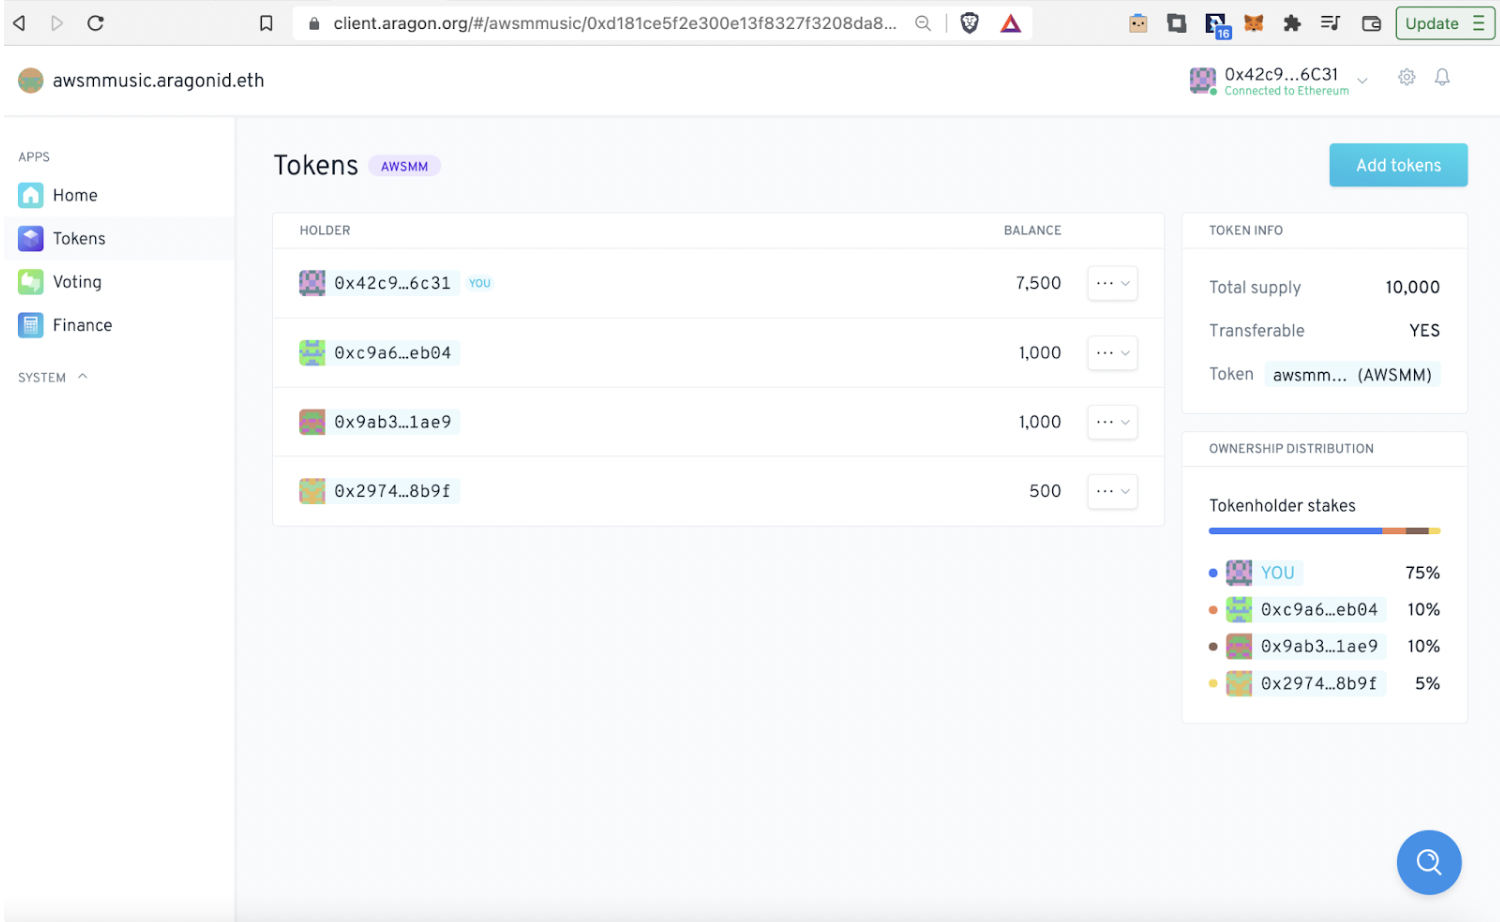 client.aragon.org/#/awsmmusic/0xd181ce5f2e300e13f8327f3208da8...
16
Update
awsmmusic.aragonid.eth
0x42c9...6C31
Connected to Ethereum
APPS
Home
Tokens
Voting
Finance
SYSTEM
Tokens AWSMM
Add tokens
HOLDER BALANCE
0x42c9...6c31 YOU 7,500 ...
0xc9a6...eb04 1,000 ...
0x9ab3...1ae9 1,000 ...
0x2974...8b9f 500 ...
TOKEN INFO
Total supply 10,000
Transferable YES
Token awsmm... (AWSMM)
OWNERSHIP DISTRIBUTION
Tokenholder stakes
YOU 75%
0xc9a6...eb04 10%
0x9ab3...1ae9 10%
0x2974...8b9f 5%